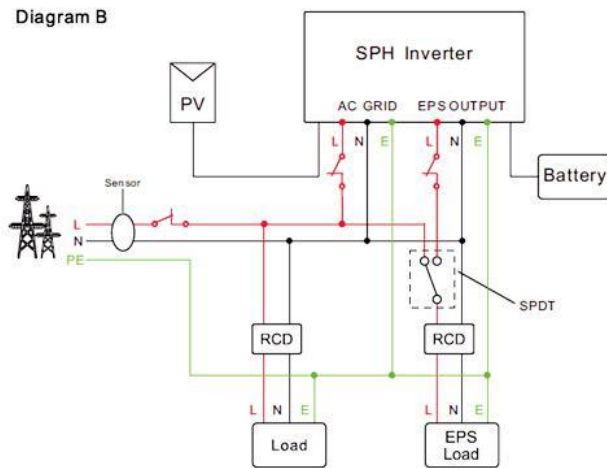 Diagram B
SPH Inverter
PV
AC GRID EPS OUTPUT
L N E L N E
Battery
Sensor
L
N
PE
SPDT
RCD RCD
L N E L N E
Load EPS
Load